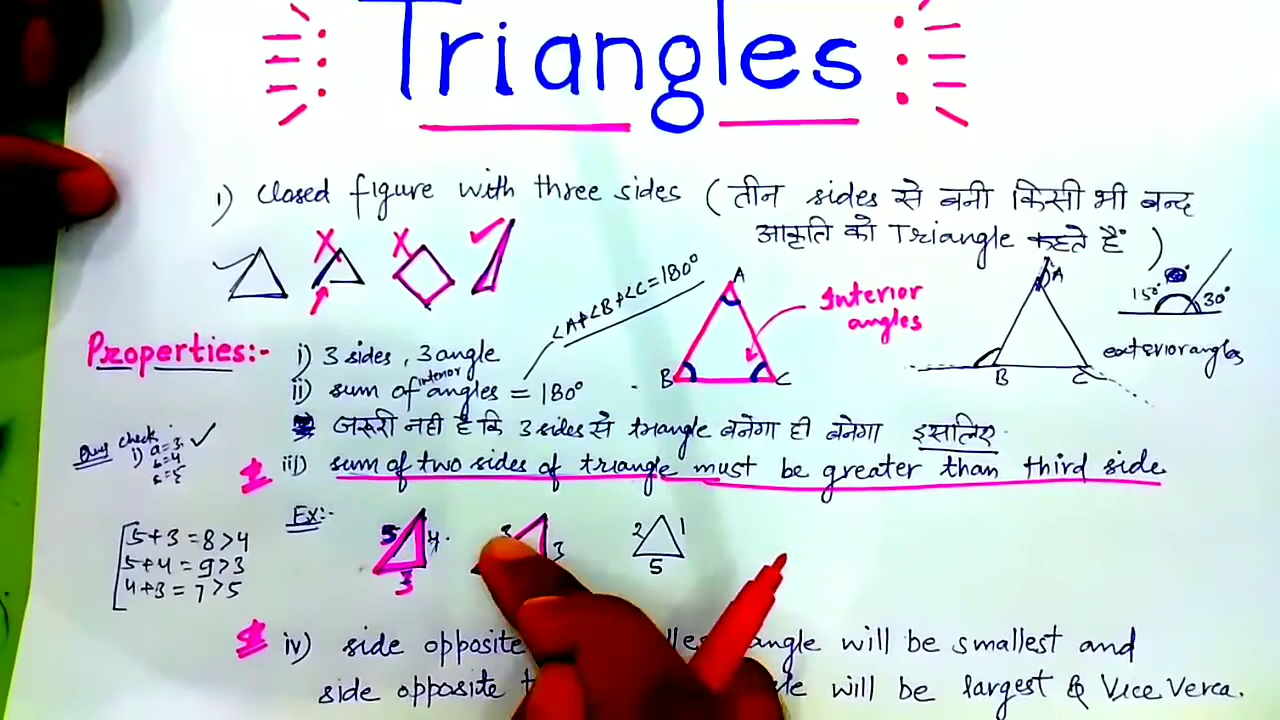 Triangles
1) Closed figure with three sides (तीन sides से बनी किसी भी बन्द
आकृति को Triangle कहते हैं )
∠A+∠B+∠C=180°
A
B
C
Interior
angles
A
B
C
150°
30°
exterior angles
Properties:-
i) 3 sides, 3 angle
ii) sum of interior angles = 180°
जरूरी नही है कि 3 sides से triangle बनेगा ही बनेगा इसलिए
iii) sum of two sides of triangle must be greater than third side
Ques check
i) a=3
b=4
c=5
5+3=8>4
5+4=9>3
4+3=7>5
Ex:-
5
4
3
3
2
1
5
iv) side opposite angle will be smallest and
side opposite will be largest & Vice Verca.